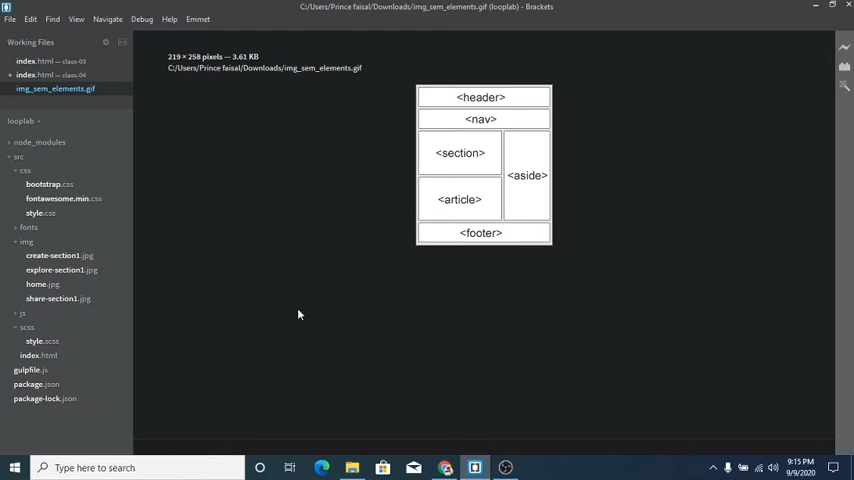 C:/Users/Prince faisal/Downloads/img_sem_elements.gif (looplab) - Brackets
File Edit Find View Navigate Debug Help Emmet
Working Files
index.html — class-03
index.html — class-04
img_sem_elements.gif
looplab
node_modules
src
css
bootstrap.css
fontawesome.min.css
style.css
fonts
img
create-section1.jpg
explore-section1.jpg
home.jpg
share-section1.jpg
js
scss
style.scss
index.html
gulpfile.js
package.json
package-lock.json
219 × 258 pixels — 3.61 KB
C:/Users/Prince faisal/Downloads/img_sem_elements.gif
<header>
<nav>
<section>
<aside>
<article>
<footer>
Type here to search
9:15 PM
9/9/2020